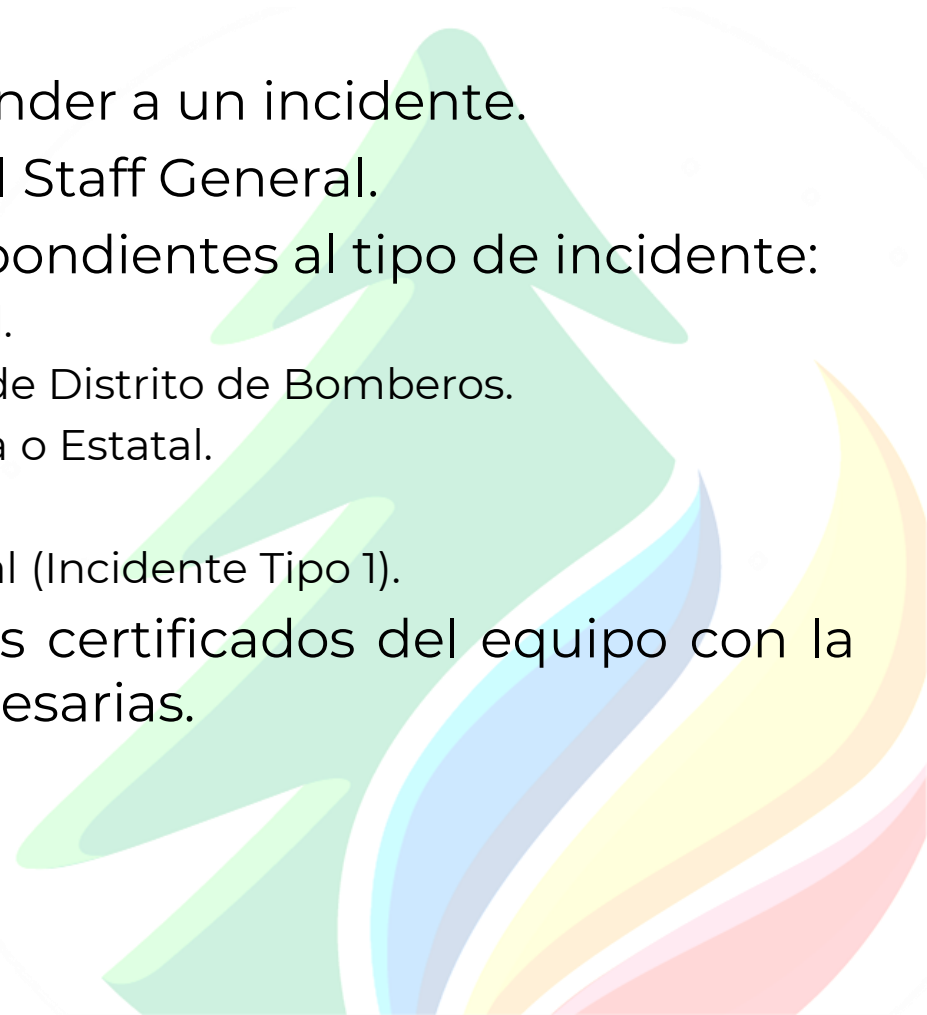 nder a un incidente.
l Staff General.
pondientes al tipo de incidente:
.
de Distrito de Bomberos.
a o Estatal.
al (Incidente Tipo 1).
s certificados del equipo con la
esarias.